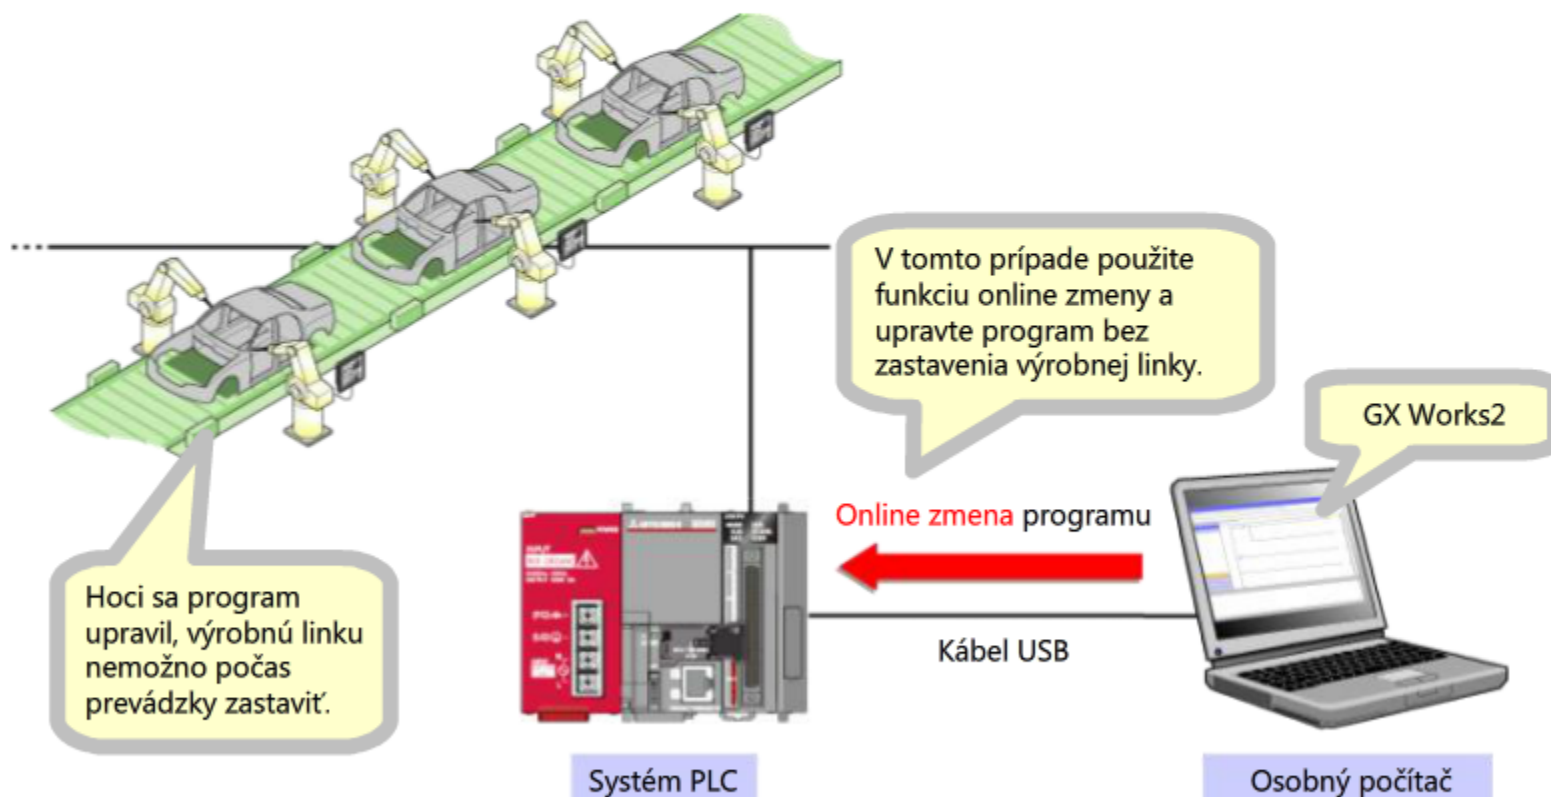 V tomto prípade použite
funkciu online zmeny a
upravte program bez
zastavenia výrobnej linky.
GX Works2
Online zmena programu
Hoci sa program
upravil, výrobnú linku
nemožno počas
prevádzky zastaviť.
Kábel USB
INPUT
Systém PLC
Osobný počítač